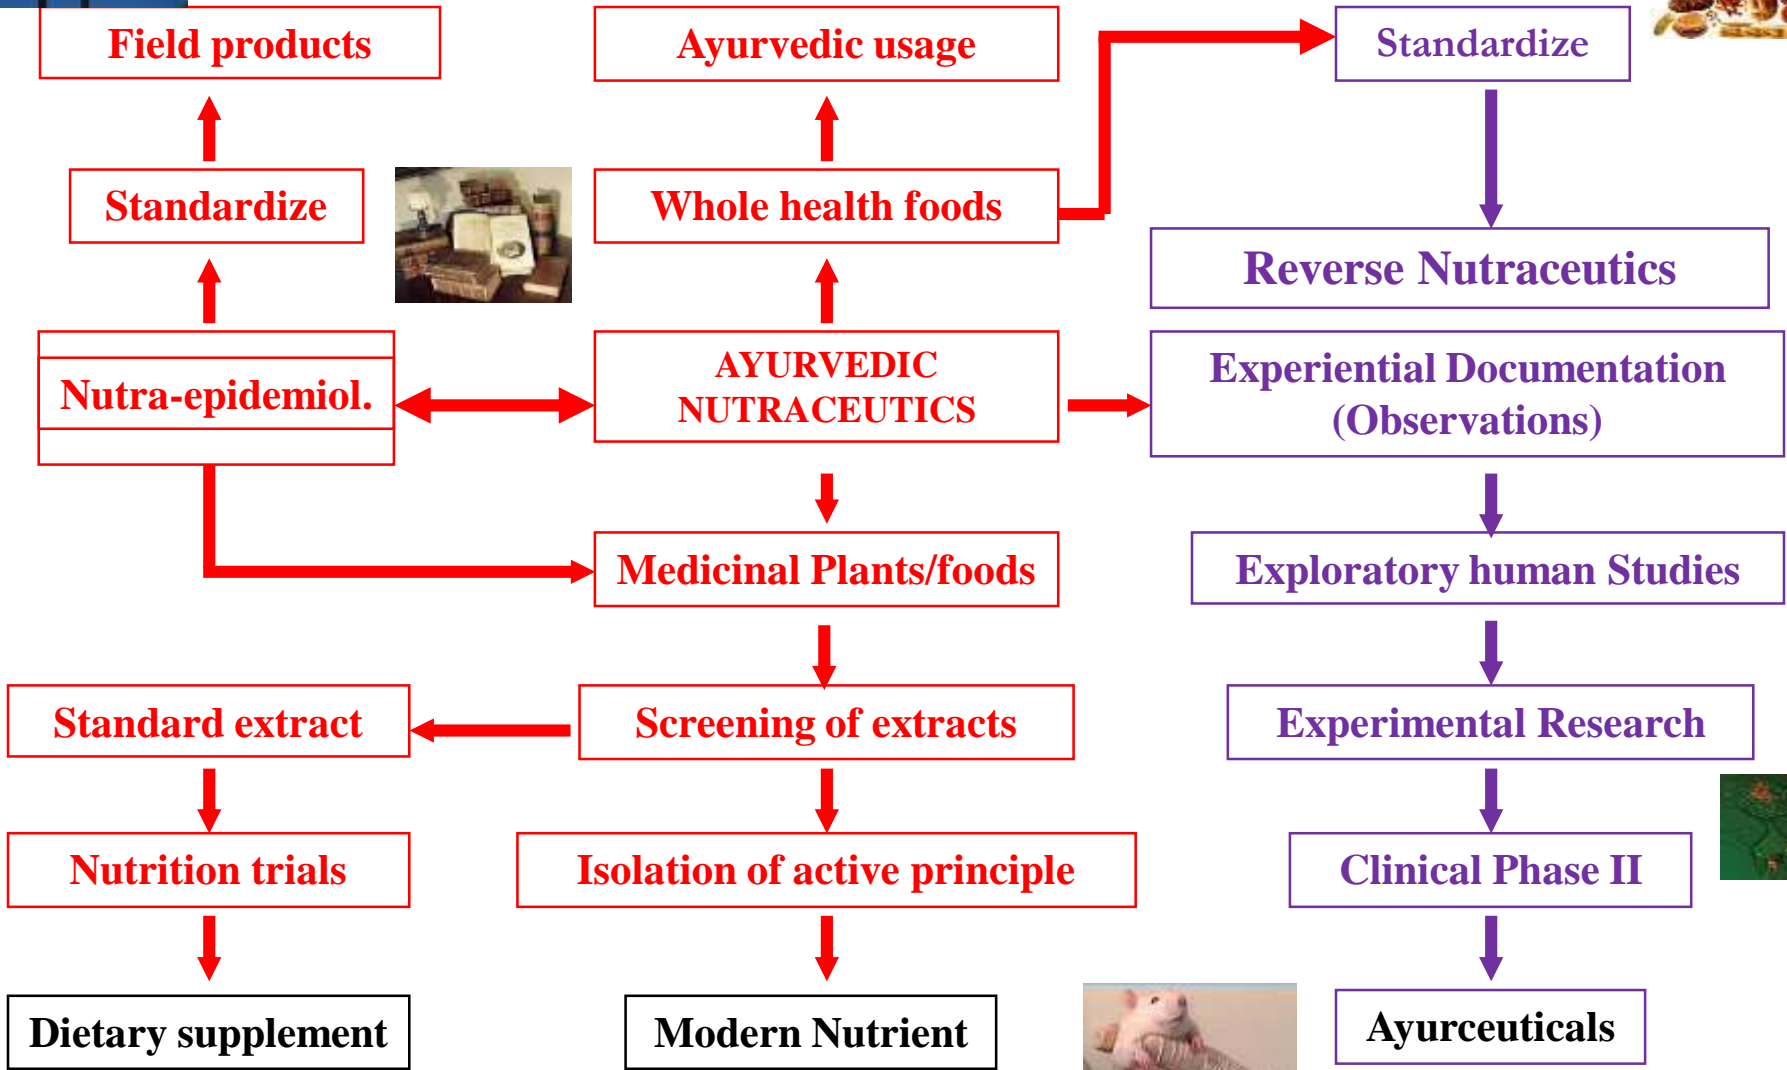 Field products
Ayurvedic usage
Standardize
Standardize
Whole health foods
Reverse Nutraceutics
Nutra-epidemiol.
AYURVEDIC
NUTRACEUTICS
Experiential Documentation
(Observations)
Medicinal Plants/foods
Exploratory human Studies
Standard extract
Screening of extracts
Experimental Research
Nutrition trials
Isolation of active principle
Clinical Phase II
Dietary supplement
Modern Nutrient
Ayurceuticals